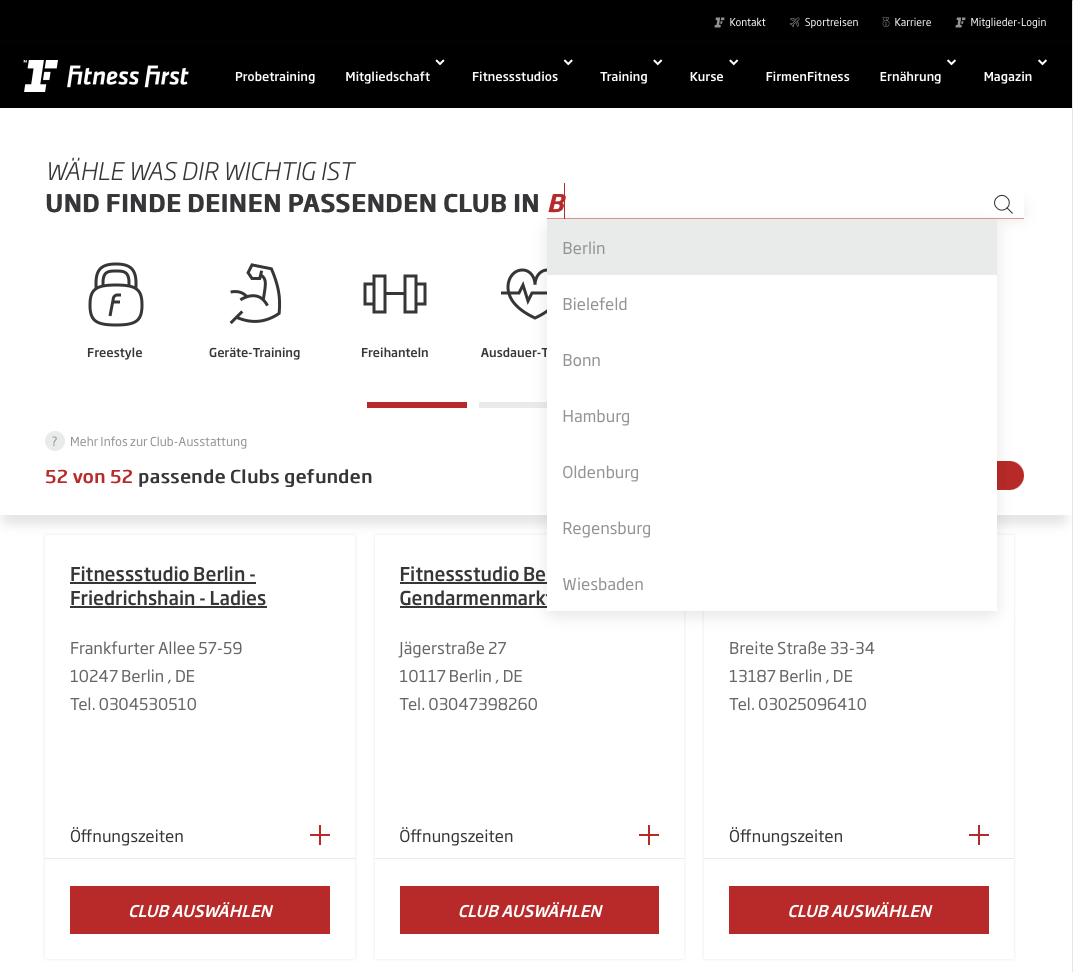 Kontakt
Sportreisen
Karriere
Mitglieder-Login
Fitness First
Probetraining
Mitgliedschaft
Fitnessstudios
Training
Kurse
FirmenFitness
Ernährung
Magazin
WÄHLE WAS DIR WICHTIG IST
UND FINDE DEINEN PASSENDEN CLUB IN B
Berlin
Bielefeld
Bonn
Hamburg
Oldenburg
Regensburg
Wiesbaden
Freestyle
Geräte-Training
Freihanteln
Ausdauer-T
? Mehr Infos zur Club-Ausstattung
52 von 52 passende Clubs gefunden
Fitnessstudio Berlin -
Friedrichshain - Ladies
Frankfurter Allee 57-59
10247 Berlin , DE
Tel. 0304530510
Öffnungszeiten
CLUB AUSWÄHLEN
Fitnessstudio Be
Gendarmenmark
Jägerstraße 27
10117 Berlin , DE
Tel. 03047398260
Öffnungszeiten
CLUB AUSWÄHLEN
Breite Straße 33-34
13187 Berlin , DE
Tel. 03025096410
Öffnungszeiten
CLUB AUSWÄHLEN